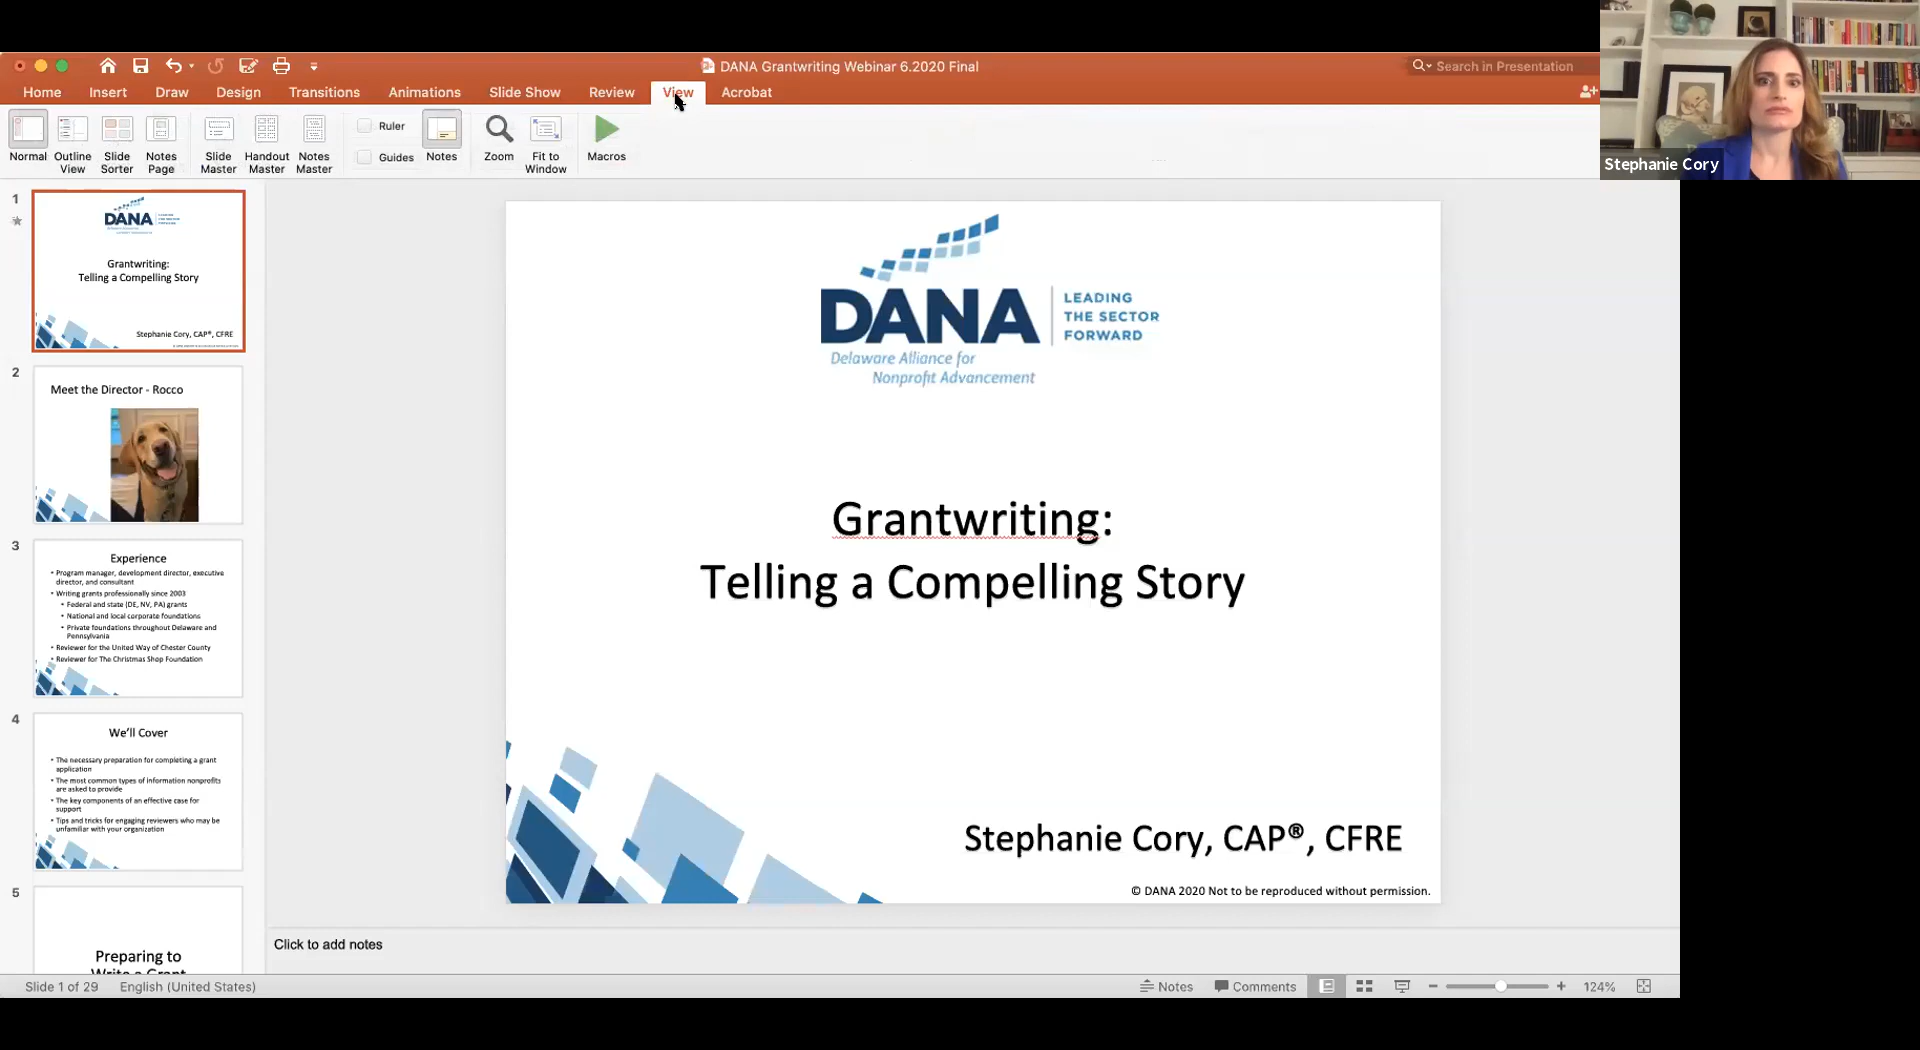 DANA Grantwriting Webinar 6.2020 Final
Search in Presentation
Home Insert Draw Design Transitions Animations Slide Show Review View Acrobat
Normal
Outline View
Slide Sorter
Notes Page
Slide Master
Handout Master
Notes Master
Ruler
Guides
Notes
Zoom
Fit to Window
Macros
Stephanie Cory
1
DANA
Grantwriting:
Telling a Compelling Story
Stephanie Cory, CAP®, CFRE
2
Meet the Director - Rocco
3
Experience
• Program manager, development director, executive
director, and consultant
• Writing grants professionally since 2003
• Federal and state (DE, NV, PA) grants
• National and local corporate foundations
• Private foundations throughout Delaware and
Pennsylvania
• Reviewer for the United Way of Chester County
• Reviewer for The Christmas Shop Foundation
4
We'll Cover
• The necessary preparation for completing a grant
application
• The most common types of information nonprofits
are asked to provide
• The key components of an effective case for
support
• Tips and tricks for engaging reviewers who may be
unfamiliar with your organization
5
Preparing to
Write a Grant
DANA
LEADING
THE SECTOR
FORWARD
Delaware Alliance for
Nonprofit Advancement
Grantwriting:
Telling a Compelling Story
Stephanie Cory, CAP®, CFRE
© DANA 2020 Not to be reproduced without permission.
Click to add notes
Slide 1 of 29 English (United States)
Notes Comments 124%